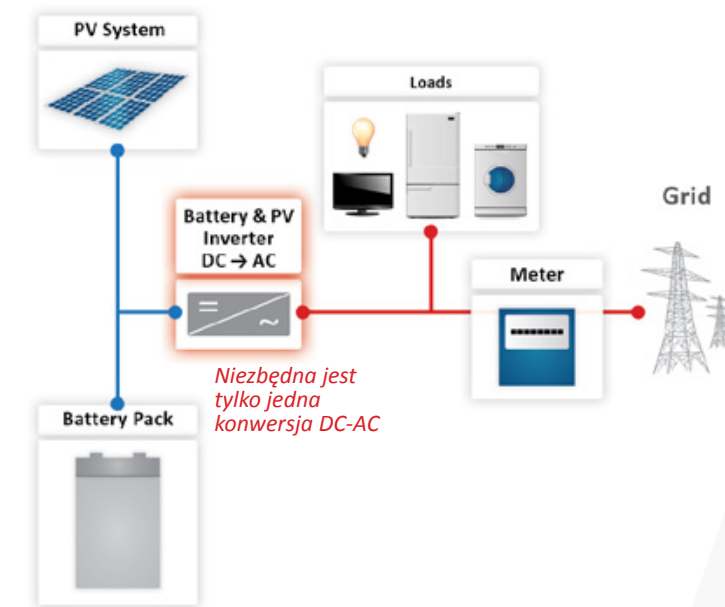 PV System
Loads
Battery & PV
Inverter
DC → AC
Grid
Meter
Niezbędna jest
tylko jedna
konwersja DC-AC
Battery Pack